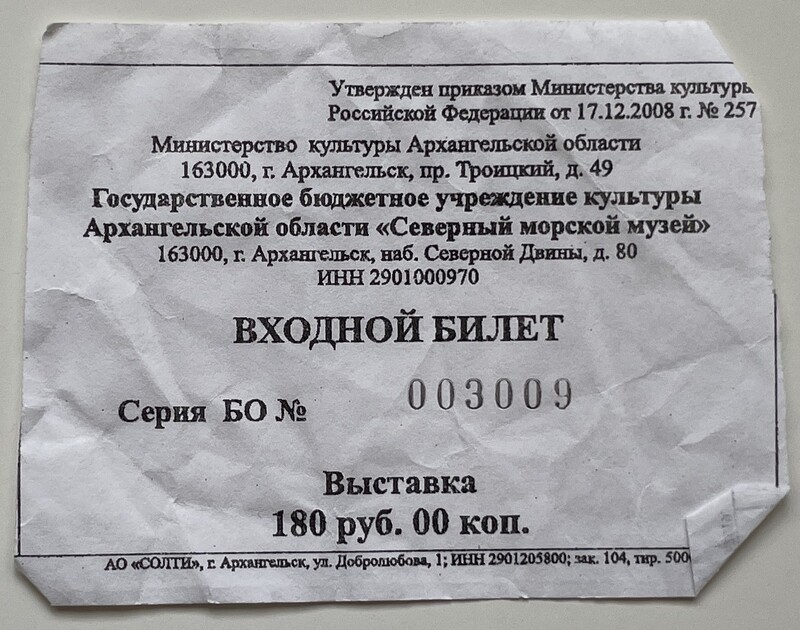 Утвержден приказом Министерства культуры
Российской Федерации от 17.12.2008 г. № 257
Министерство культуры Архангельской области
163000, г. Архангельск, пр. Троицкий, д. 49
Государственное бюджетное учреждение культуры
Архангельской области «Северный морской музей»
163000, г. Архангельск, наб. Северной Двины, д. 80
ИНН 2901000970
ВХОДНОЙ БИЛЕТ
Серия БО № 003009
Выставка
180 руб. 00 коп.
АО «СОЛТИ», г. Архангельск, ул. Добролюбова, 1; ИНН 2901205800; зак. 104, тир. 500